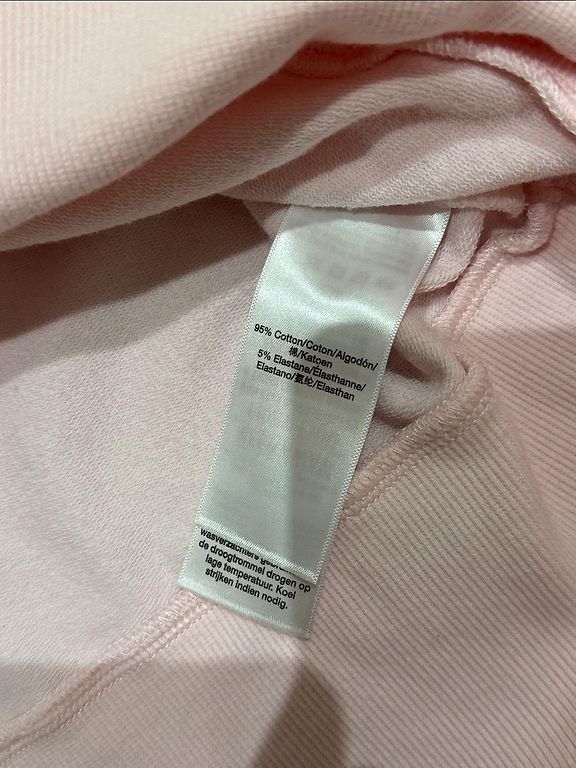 95% Cotton/Coton/Algodón/
棉/Katoen
5% Elastane/Élasthanne/
Elastano/氨纶/Elasthan
wasverzachters
de droogtrommel drogen op
lage temperatuur. Koel
strijken indien nodig.